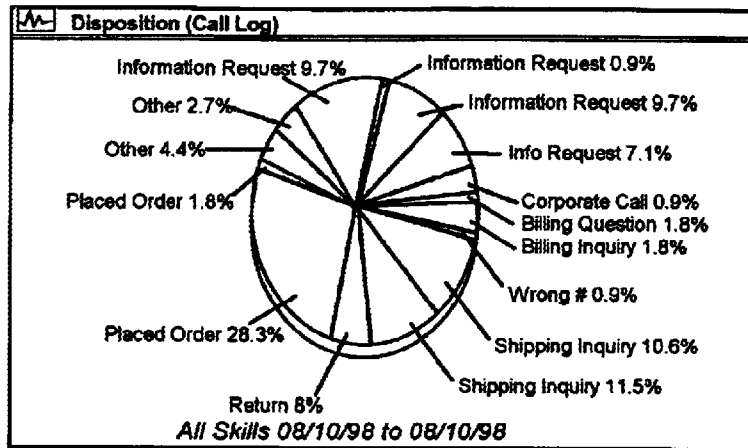 Disposition (Call Log)
Information Request 9.7%
Information Request 0.9%
Other 2.7%
Information Request 9.7%
Other 4.4%
Info Request 7.1%
Placed Order 1.8%
Corporate Call 0.9%
Billing Question 1.8%
Billing Inquiry 1.8%
Wrong # 0.9%
Placed Order 28.3%
Shipping Inquiry 10.6%
Shipping Inquiry 11.5%
Return 8%
All Skills 08/10/98 to 08/10/98